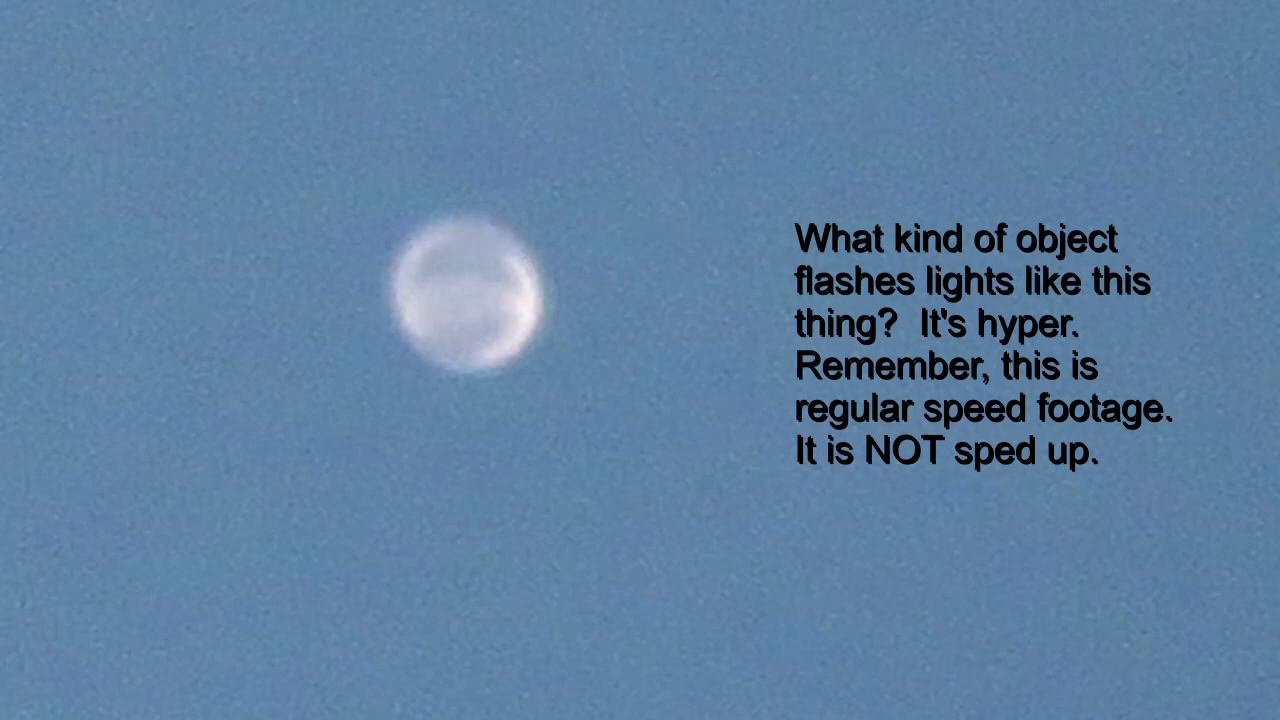 What kind of object
flashes lights like this
thing?  It's hyper.
Remember, this is
regular speed footage.
It is NOT sped up.